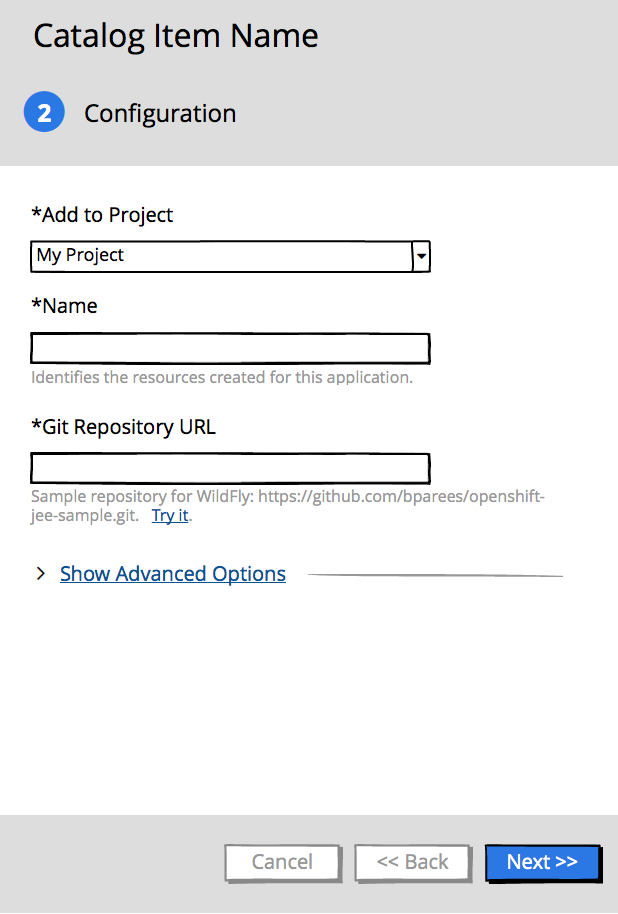 Catalog Item Name
2 Configuration
*Add to Project
My Project
*Name
Identifies the resources created for this application.
*Git Repository URL
Sample repository for WildFly: https://github.com/bparees/openshift-
jee-sample.git. Try it.
> Show Advanced Options
Cancel << Back Next >>